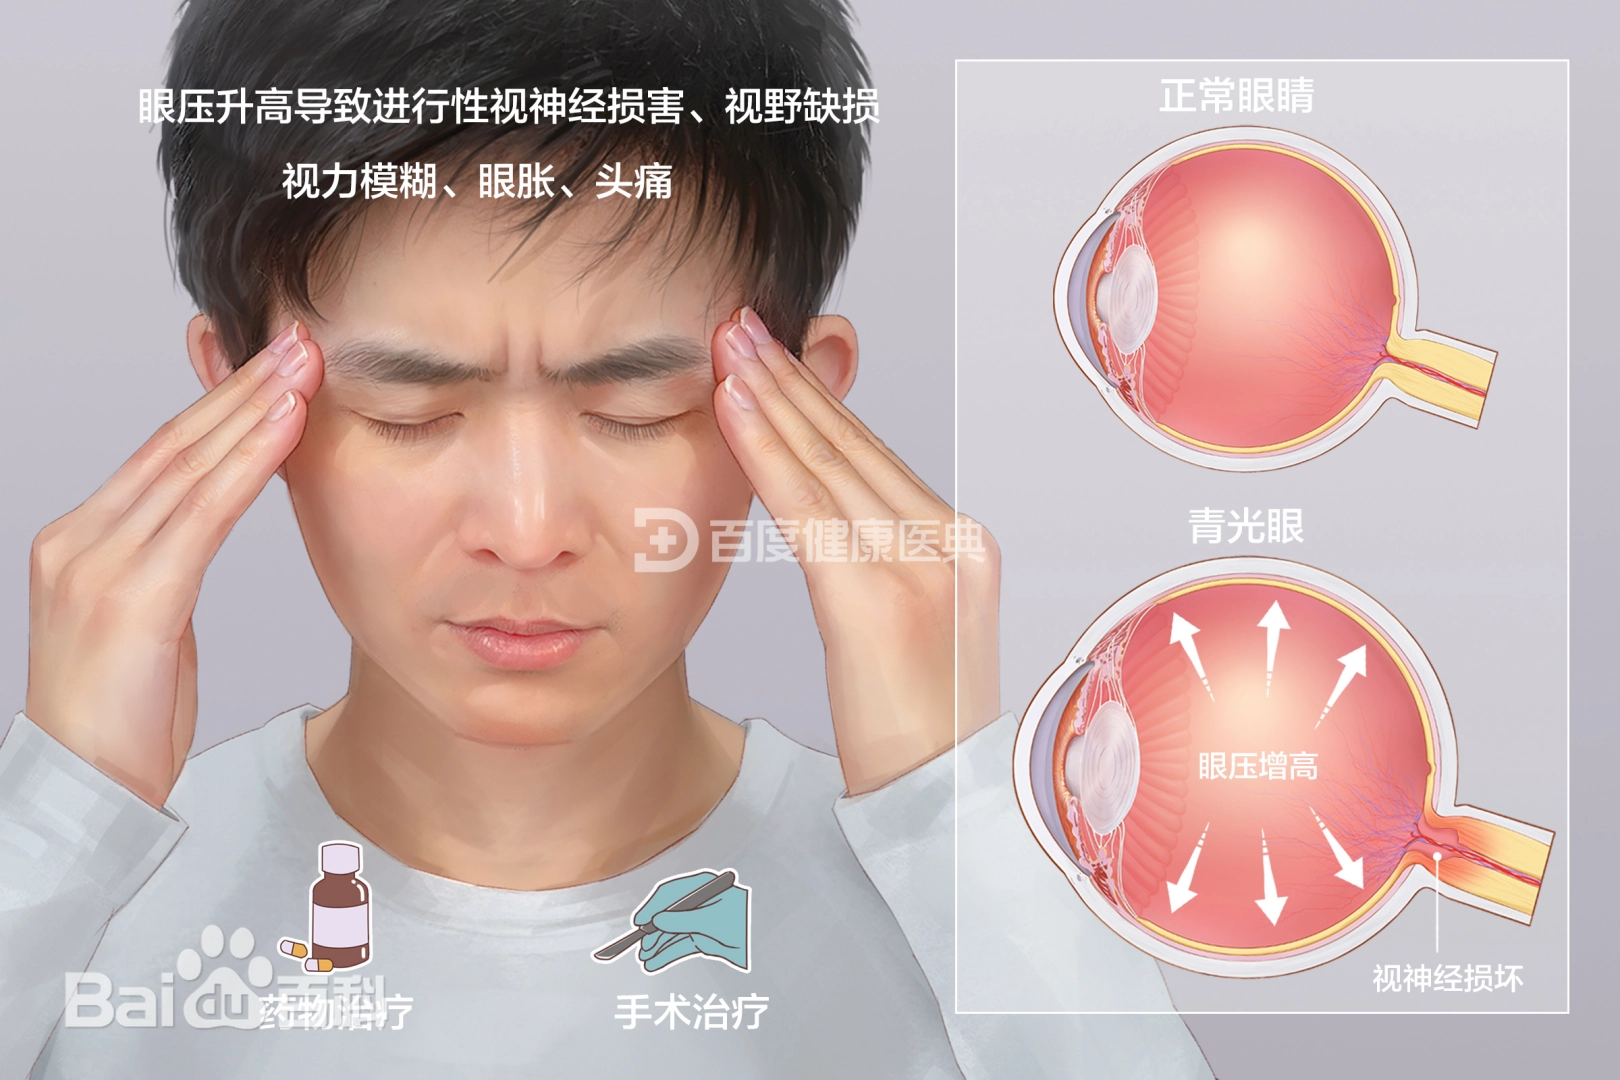 眼压升高导致进行性视神经损害、视野缺损
视力模糊、眼胀、头痛
正常眼睛
百度健康医典
青光眼
眼压增高
视神经损坏
Baidu百科
药物治疗
手术治疗